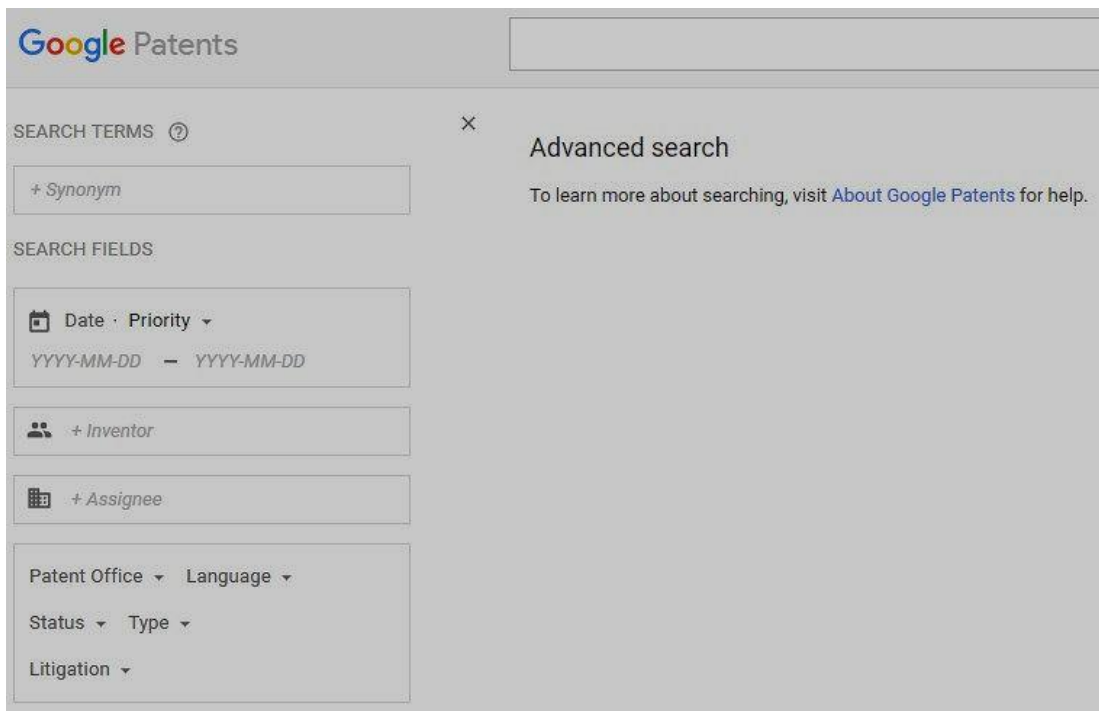 Google Patents
SEARCH TERMS
+ Synonym
SEARCH FIELDS
Date · Priority
YYYY-MM-DD — YYYY-MM-DD
+ Inventor
+ Assignee
Patent Office Language
Status Type
Litigation
Advanced search
To learn more about searching, visit About Google Patents for help.